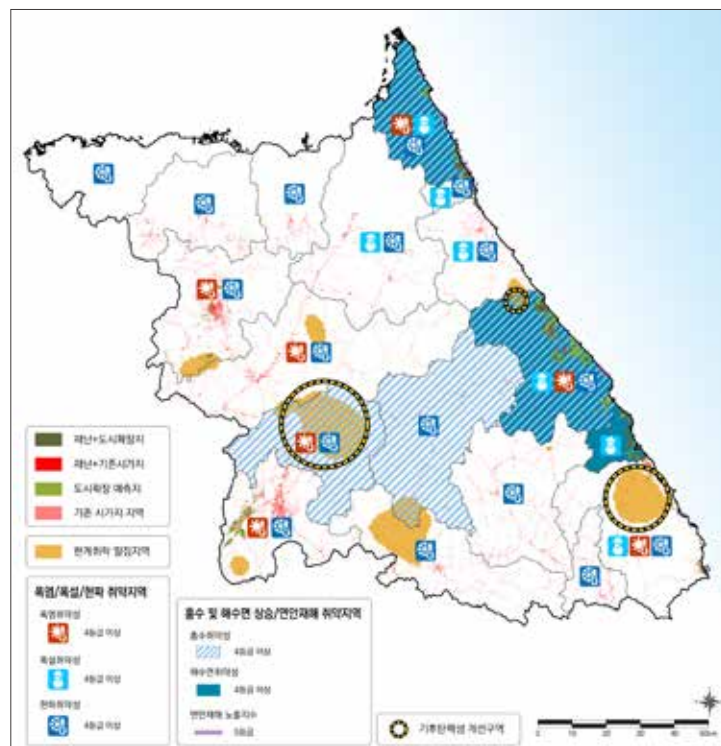 재난+도시확장지
재난+기존시가지
도시확장 예측지
기존 시가지 지역
한계취락 밀집지역
폭염/폭설/한파 취약지역
폭염취약성
4등급 이상
폭설취약성
4등급 이상
한파취약성
4등급 이상
홍수 및 해수면 상승/연안재해 취약지역
홍수취약성
4등급 이상
해수면취약성
4등급 이상
연안재해 노출지수
5등급
기후탄력성 개선구역
0 10 20 40